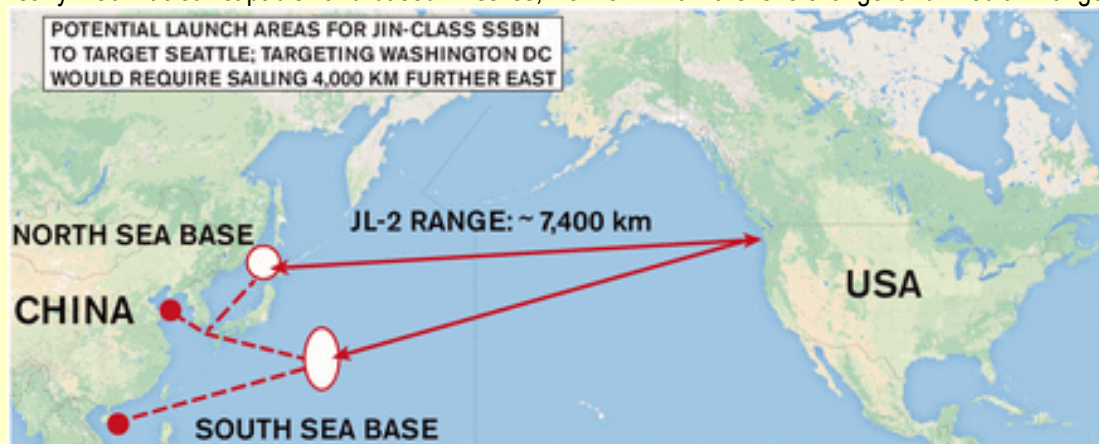 POTENTIAL LAUNCH AREAS FOR JIN-CLASS SSBN
TO TARGET SEATTLE; TARGETING WASHINGTON DC
WOULD REQUIRE SAILING 4,000 KM FURTHER EAST
JL-2 RANGE: ~ 7,400 km
NORTH SEA BASE
USA
CHINA
SOUTH SEA BASE